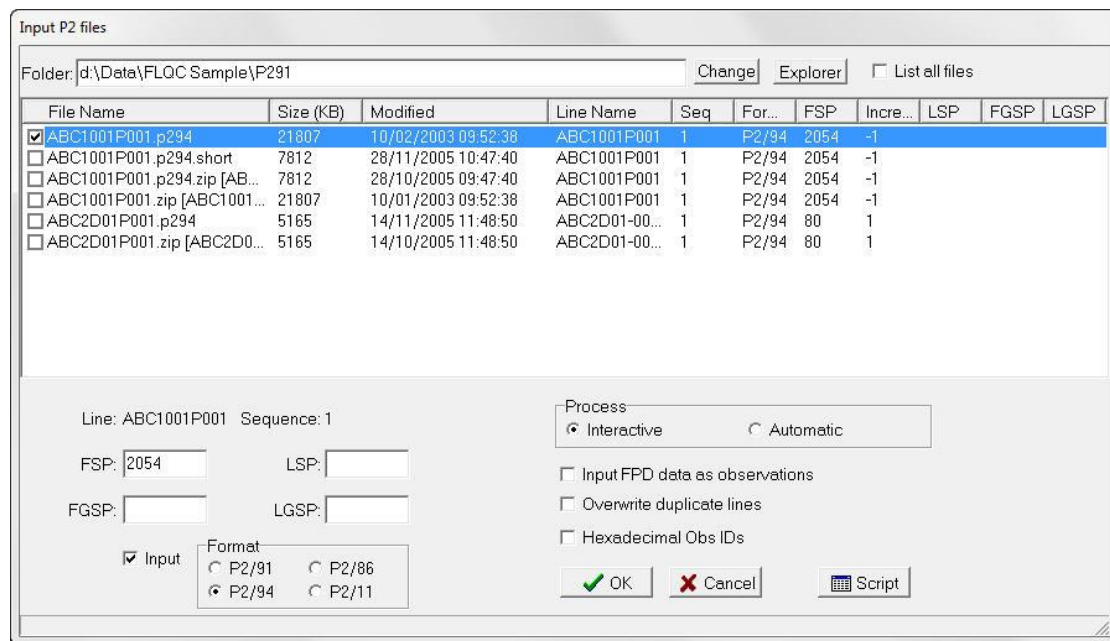 Input P2 files
Folder: d:\Data\FLQC Sample\P291 Change Explorer List all files
File Name Size (KB) Modified Line Name Seq For... FSP Incre... LSP FGSP LGSP
ABC1001P001.p294 21807 10/02/2003 09:52:38 ABC1001P001 1 P2/94 2054 -1
ABC1001P001.p294.short 7812 28/11/2005 10:47:40 ABC1001P001 1 P2/94 2054 -1
ABC1001P001.p294.zip [AB... 7812 28/10/2005 09:47:40 ABC1001P001 1 P2/94 2054 -1
ABC1001P001.zip [ABC1001... 21807 10/01/2003 09:52:38 ABC1001P001 1 P2/94 2054 -1
ABC2D01P001.p294 5165 14/11/2005 11:48:50 ABC2D01-00... 1 P2/94 80 1
ABC2D01P001.zip [ABC2D0... 5165 14/10/2005 11:48:50 ABC2D01-00... 1 P2/94 80 1
Line: ABC1001P001 Sequence: 1
FSP: 2054 LSP:
FGSP: LGSP:
Input
Format
P2/91 P2/86
P2/94 P2/11
Process
Interactive Automatic
Input FPD data as observations
Overwrite duplicate lines
Hexadecimal Obs IDs
OK Cancel Script